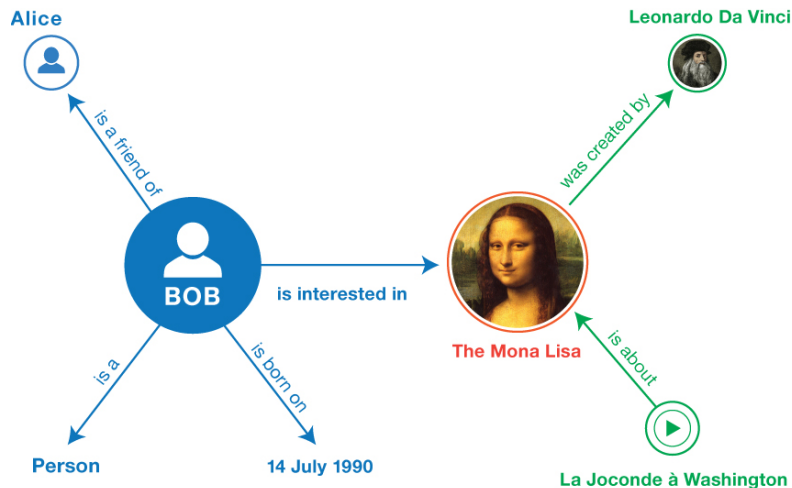 Alice
Leonardo Da Vinci
is a friend of
was created by
BOB
is interested in
The Mona Lisa
is a
is born on
is about
Person
14 July 1990
La Joconde à Washington